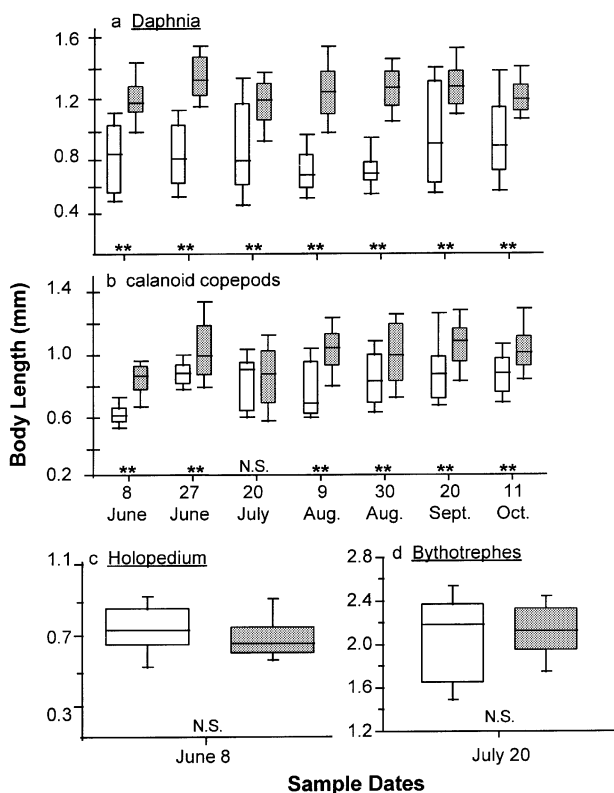 a Daphnia
1.6
1.2
0.8
0.4
** ** ** ** ** ** **
b calanoid copepods
1.4
1.0
0.6
0.2
** ** N.S. ** ** ** **
8 27 20 9 30 20 11
June June July Aug. Aug. Sept. Oct.
Body Length (mm)
c Holopedium
1.1
0.7
0.3
N.S.
June 8
d Bythotrephes
2.8
2.4
2.0
1.6
1.2
N.S.
July 20
Sample Dates